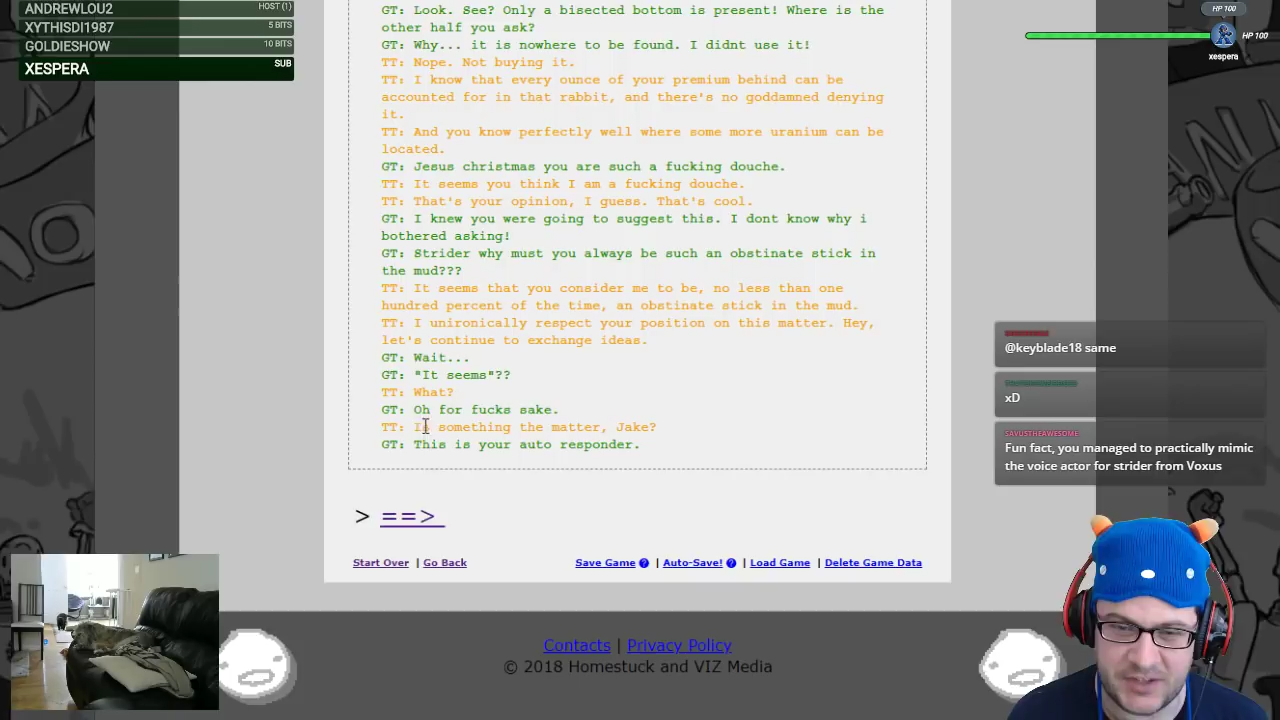 ANDREWLOU2 HOST (1)
XYTHISDI1987 5 BITS
GOLDIESHOW 10 BITS
XESPERA SUB
HP 100
HP 100
xespera
GT: Look. See? Only a bisected bottom is present! Where is the
other half you ask?
GT: Why... it is nowhere to be found. I didnt use it!
TT: Nope. Not buying it.
TT: I know that every ounce of your premium behind can be
accounted for in that rabbit, and there's no goddamned denying
it.
TT: And you know perfectly well where some more uranium can be
located.
GT: Jesus christmas you are such a fucking douche.
TT: It seems you think I am a fucking douche.
TT: That's your opinion, I guess. That's cool.
GT: I knew you were going to suggest this. I dont know why i
bothered asking!
GT: Strider why must you always be such an obstinate stick in
the mud???
TT: It seems that you consider me to be, no less than one
hundred percent of the time, an obstinate stick in the mud.
TT: I unironically respect your position on this matter. Hey,
let's continue to exchange ideas.
GT: Wait...
GT: "It seems"??
TT: What?
GT: Oh for fucks sake.
TT: Is something the matter, Jake?
GT: This is your auto responder.
> ==>
Start Over | Go Back
Save Game ? | Auto-Save! ? | Load Game | Delete Game Data
Contacts | Privacy Policy
© 2018 Homestuck and VIZ Media
@keyblade18 same
xD
SAVUSTHEAWESOME
Fun fact, you managed to practically mimic
the voice actor for strider from Voxus